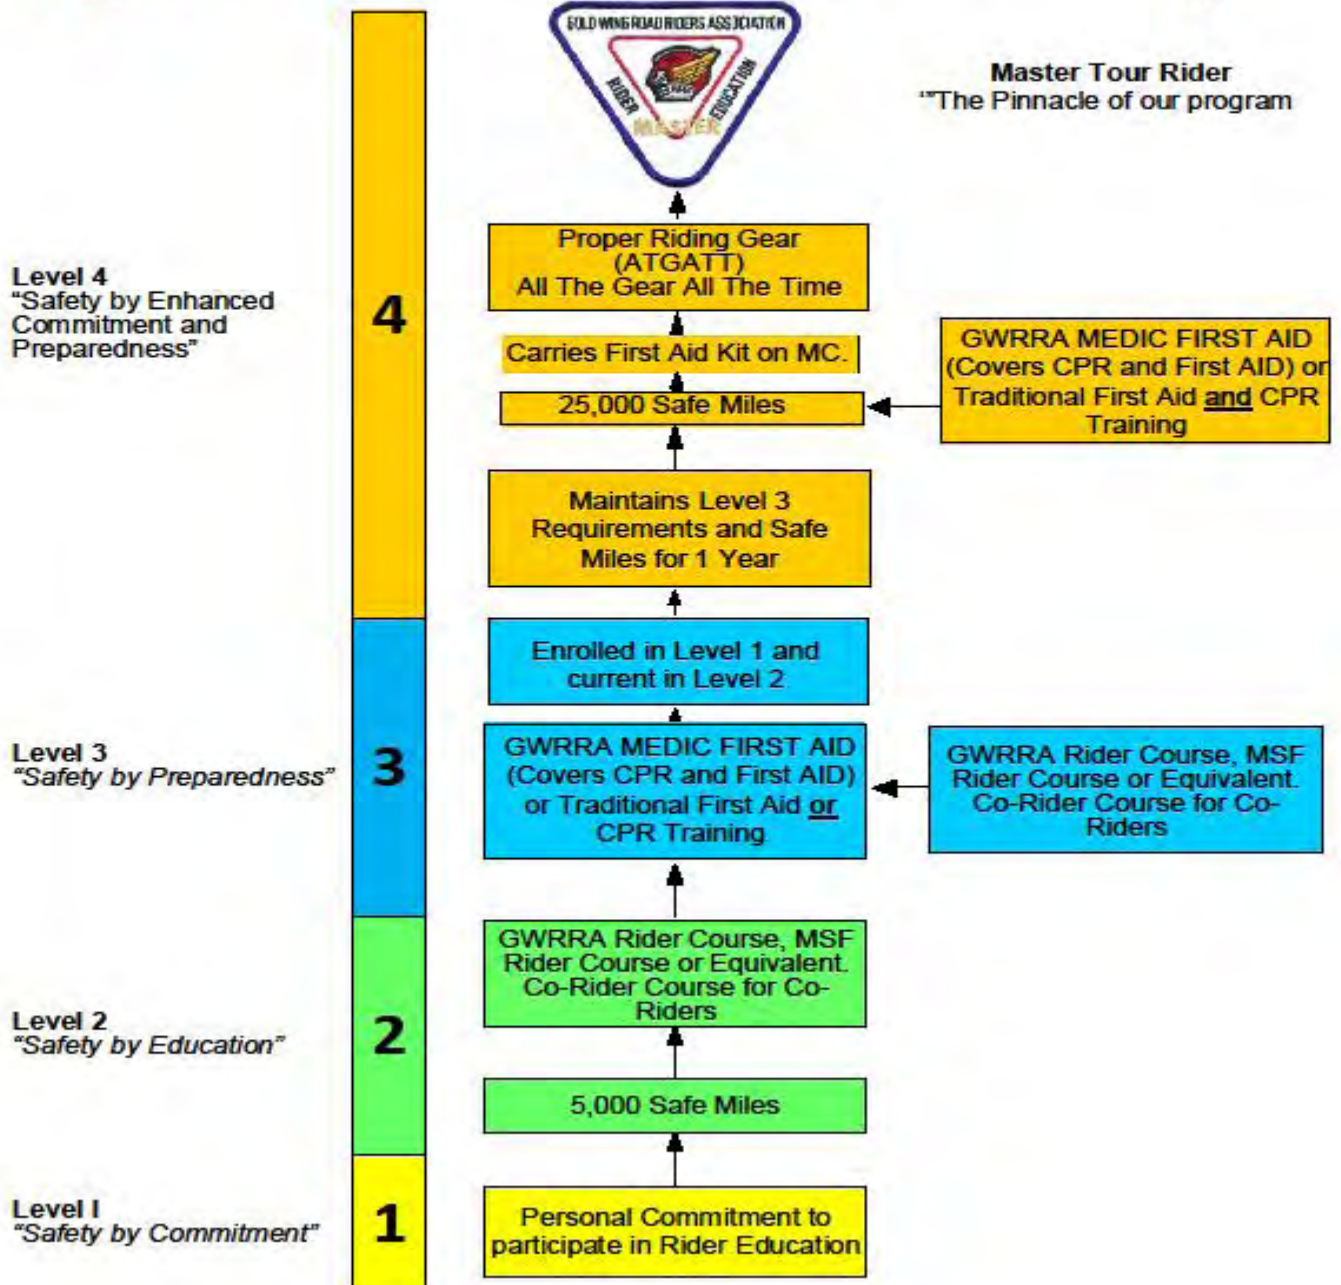 GOLD WING ROAD RIDERS ASSOCIATION
RIDER
EDUCATION
MASTER
Master Tour Rider
‘”The Pinnacle of our program
Proper Riding Gear
(ATGATT)
All The Gear All The Time
Level 4
“Safety by Enhanced
Commitment and
Preparedness”
4
Carries First Aid Kit on MC.
25,000 Safe Miles
GWRRA MEDIC FIRST AID
(Covers CPR and First AID) or
Traditional First Aid and CPR
Training
Maintains Level 3
Requirements and Safe
Miles for 1 Year
Enrolled in Level 1 and
current in Level 2
Level 3
“Safety by Preparedness”
3
GWRRA MEDIC FIRST AID
(Covers CPR and First AID)
or Traditional First Aid or
CPR Training
GWRRA Rider Course, MSF
Rider Course or Equivalent.
Co-Rider Course for Co-
Riders
GWRRA Rider Course, MSF
Rider Course or Equivalent.
Co-Rider Course for Co-
Riders
Level 2
“Safety by Education”
2
5,000 Safe Miles
Level I
“Safety by Commitment”
1
Personal Commitment to
participate in Rider Education